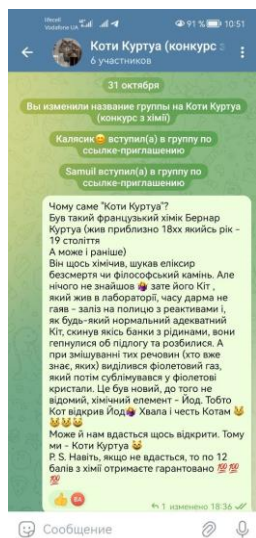 lifecell
Vodafone UA
91 %
10:51
Коти Куртуа (конкурс з
6 участников
31 октября
Вы изменили название группы на Коти Куртуа
(конкурс з хімії)
Калясик😊 вступил(а) в группу по
ссылке-приглашению
Samuil вступил(а) в группу по
ссылке-приглашению
Чому саме "Коти Куртуа"?
Був такий французький хімік Бернар
Куртуа (жив приблизно 18хх якийсь рік -
19 століття
А може і раніше)
Він щось хімічив, шукав еліксир
безсмертя чи філософський камінь. Але
нічого не знайшов 🤷‍♀️ зате його Кіт ,
який жив в лабораторії, часу дарма не
гаяв - заліз на полицю з реактивами і,
як будь-який нормальний адекватний
Кіт, скинув якісь банки з рідинами, вони
гепнулися об підлогу та розбилися. А
при змішуванні тих речовин (хто вже
знає, яких) виділився фіолетовий газ,
який потім сублімувався у фіолетові
кристали. Це був новий, до того не
відомий, хімічний елемент - Йод. Тобто
Кот відкрив Йод🤷‍♀️ Хвала і честь Котам 😼
😼😼😼
Може й нам вдасться щось відкрити. Тому
ми - Коти Куртуа 😼
P. S. Навіть, якщо не вдасться, то по 12
балів з хімії отримаєте гарантовано 💯💯
💯
1 изменено 18:36
Сообщение